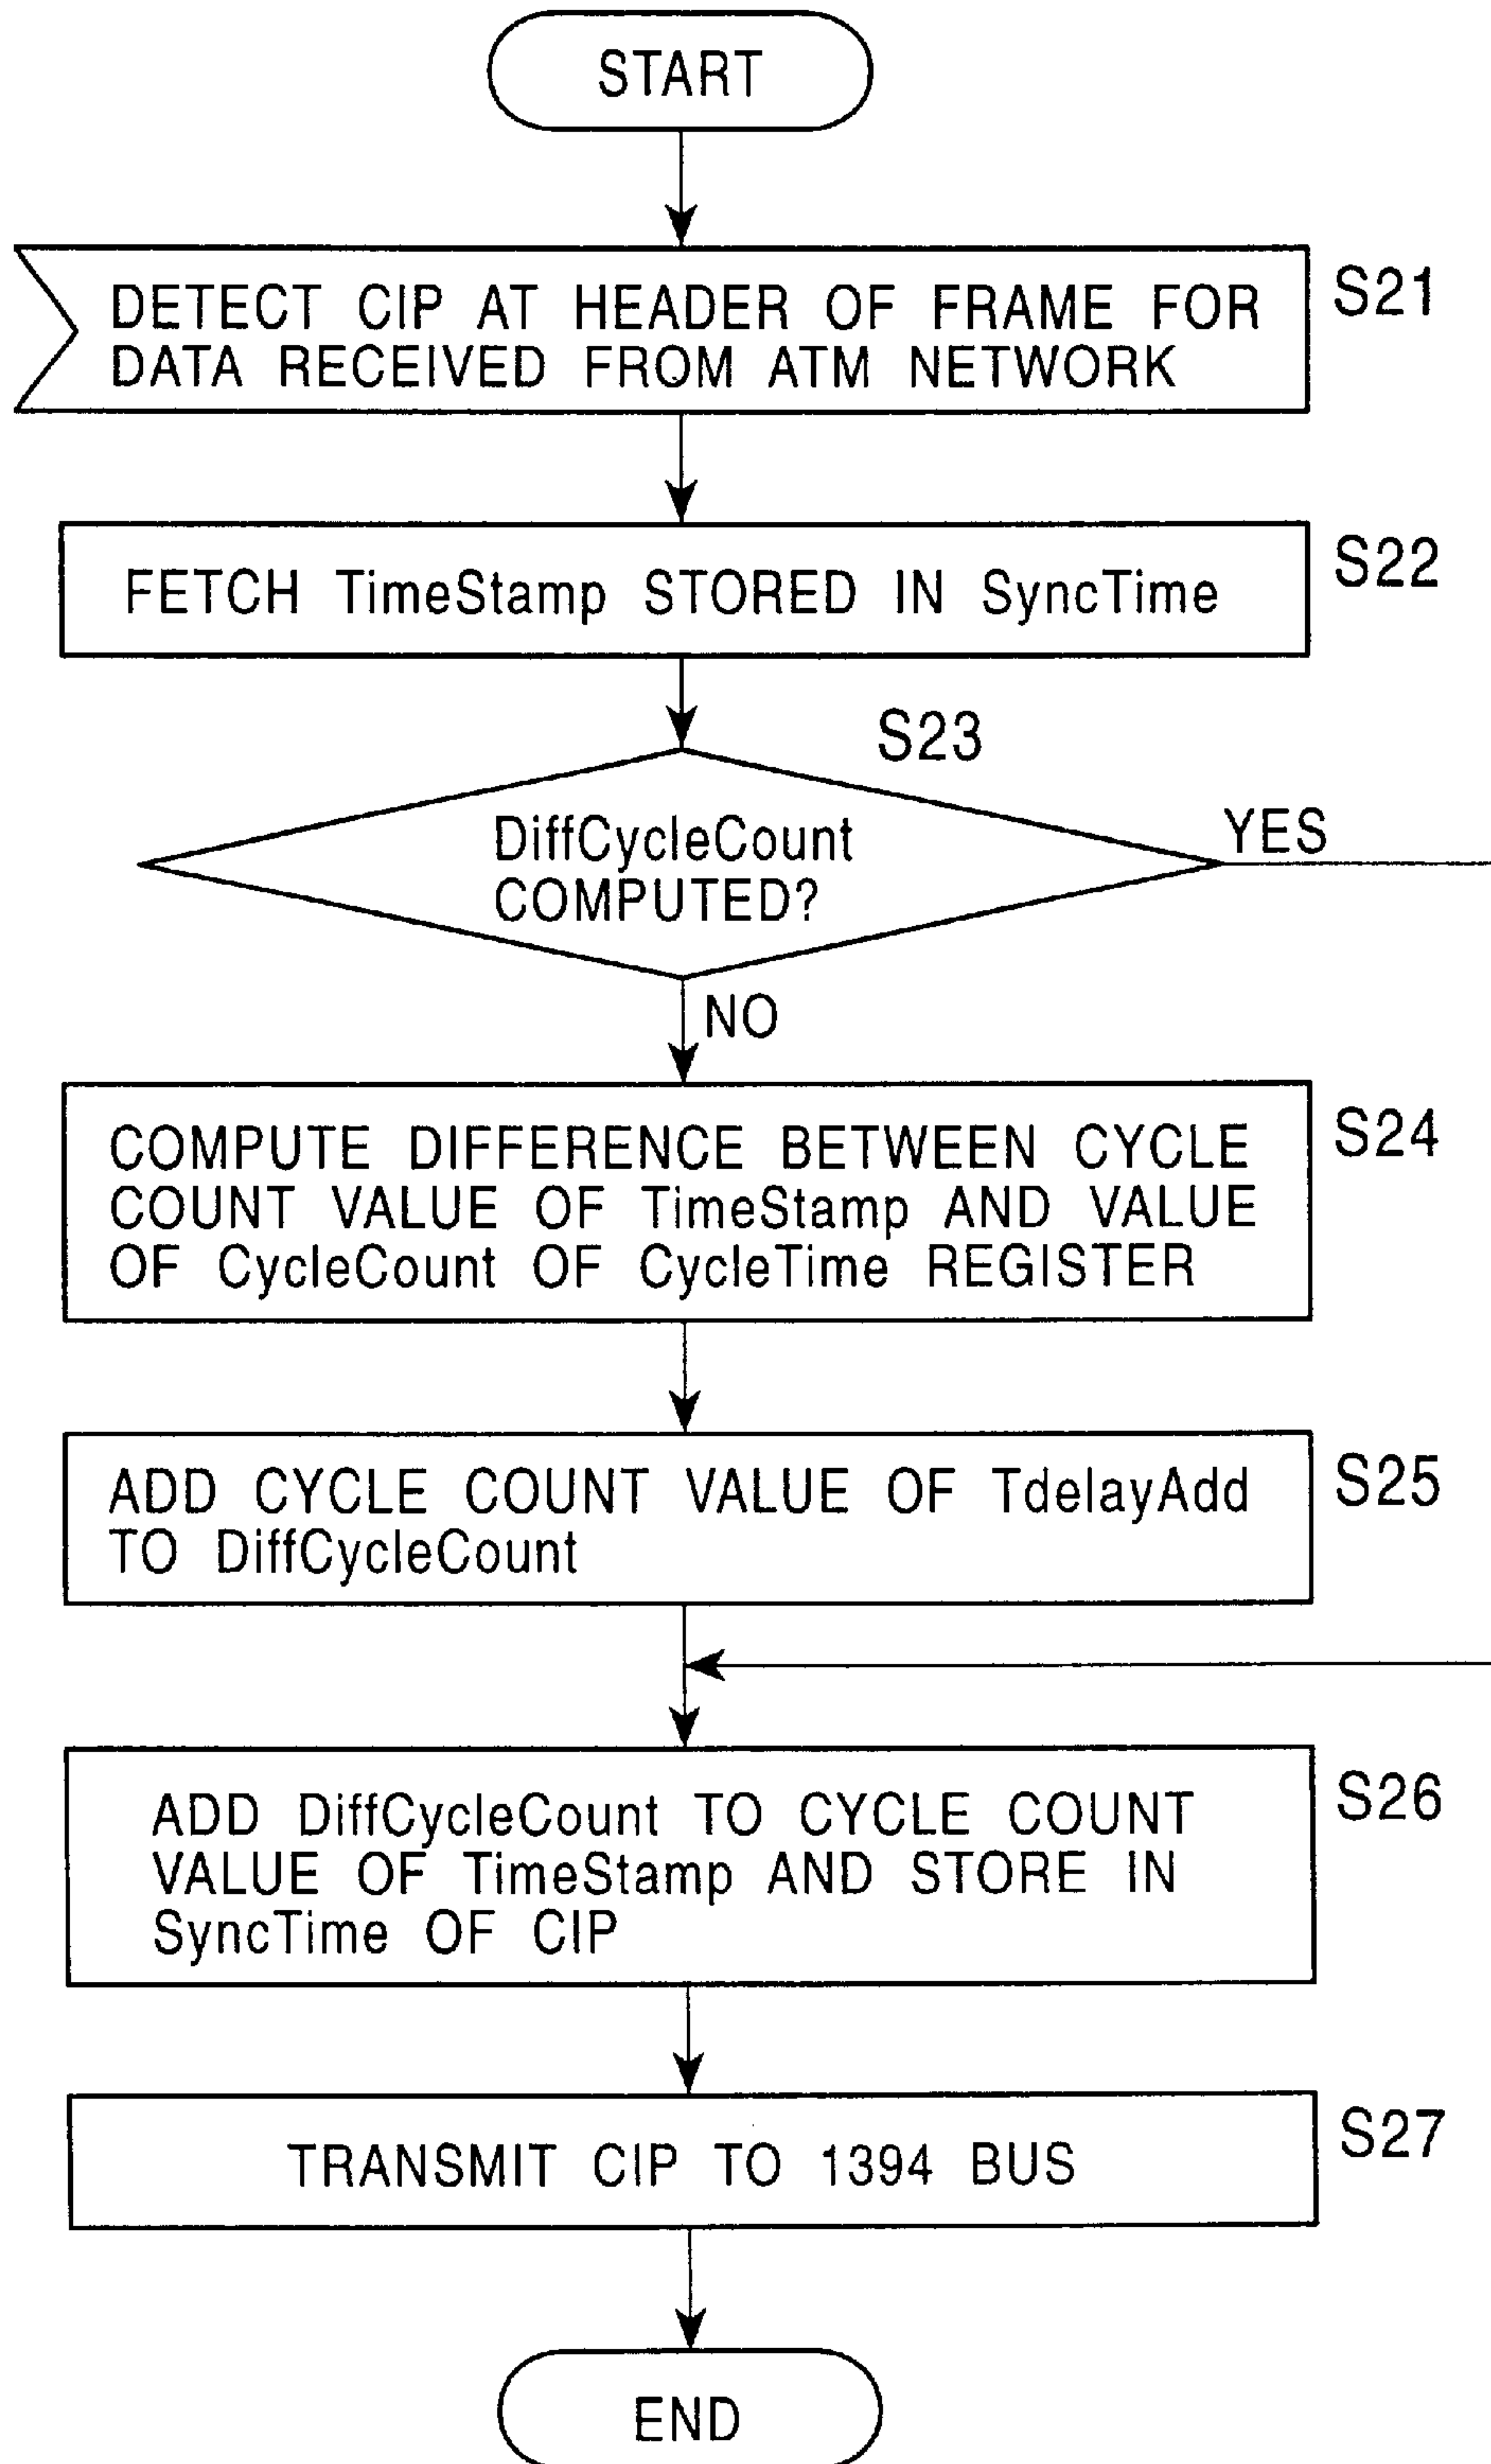 START
DETECT CIP AT HEADER OF FRAME FOR
DATA RECEIVED FROM ATM NETWORK
S21
FETCH TimeStamp STORED IN SyncTime
S22
S23
DiffCycleCount
COMPUTED?
YES
NO
COMPUTE DIFFERENCE BETWEEN CYCLE
COUNT VALUE OF TimeStamp AND VALUE
OF CycleCount OF CycleTime REGISTER
S24
ADD CYCLE COUNT VALUE OF TdelayAdd
TO DiffCycleCount
S25
ADD DiffCycleCount TO CYCLE COUNT
VALUE OF TimeStamp AND STORE IN
SyncTime OF CIP
S26
TRANSMIT CIP TO 1394 BUS
S27
END